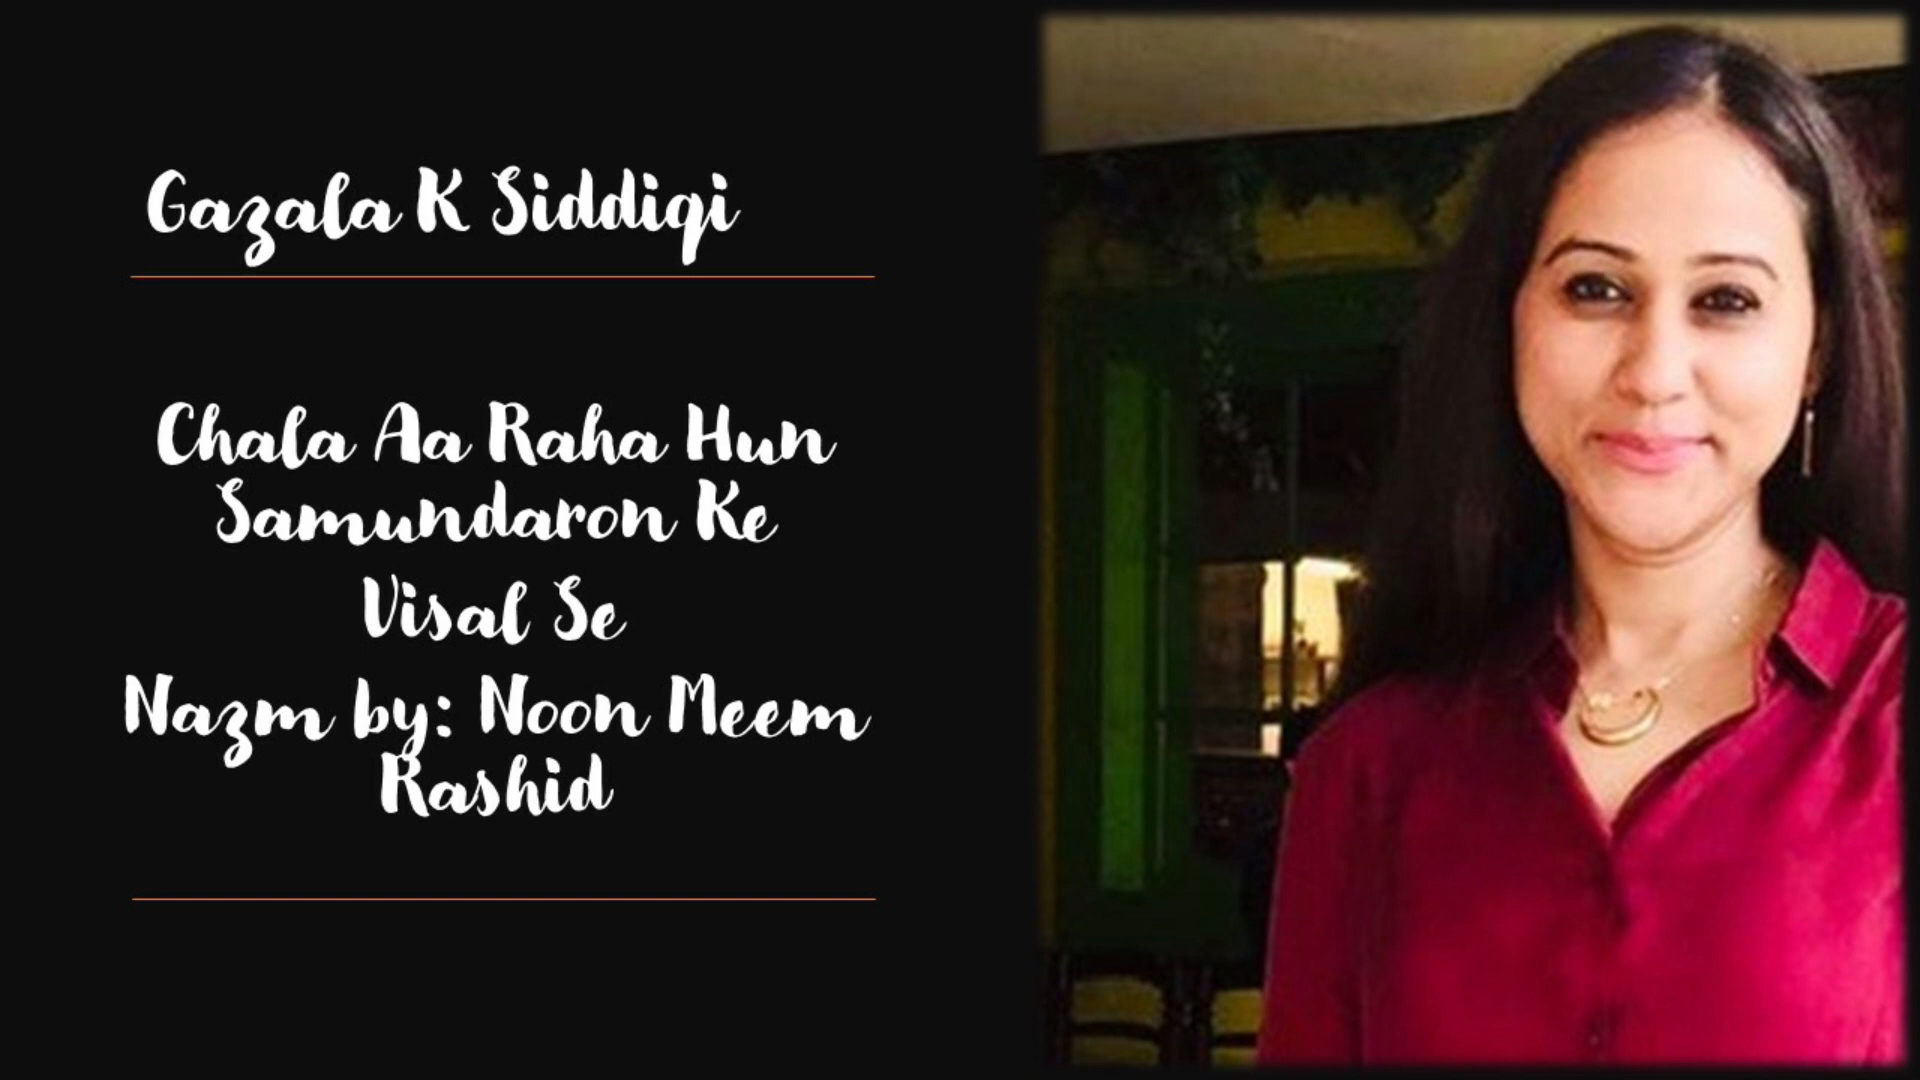 Gazala K Siddiqi
Chala Aa Raha Hun
Samundaron Ke
Visal Se
Nazm by: Noon Meem
Rashid